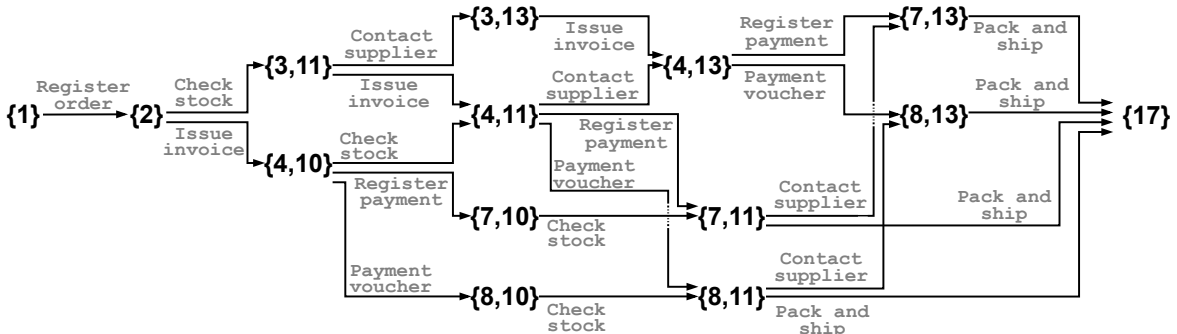 {3,13}
{7,13}
Contact
supplier
Issue
invoice
Register
payment
Pack and
ship
{3,11}
{4,13}
Register
order
Check
stock
Issue
invoice
Contact
supplier
Payment
voucher
Pack and
ship
{1}
{2}
{4,11}
{8,13}
{17}
Issue
invoice
Check
stock
Register
payment
{4,10}
Payment
voucher
Register
payment
Contact
supplier
Pack and
ship
{7,10}
{7,11}
Check
stock
Payment
voucher
Contact
supplier
{8,10}
{8,11}
Check
stock
Pack and
ship